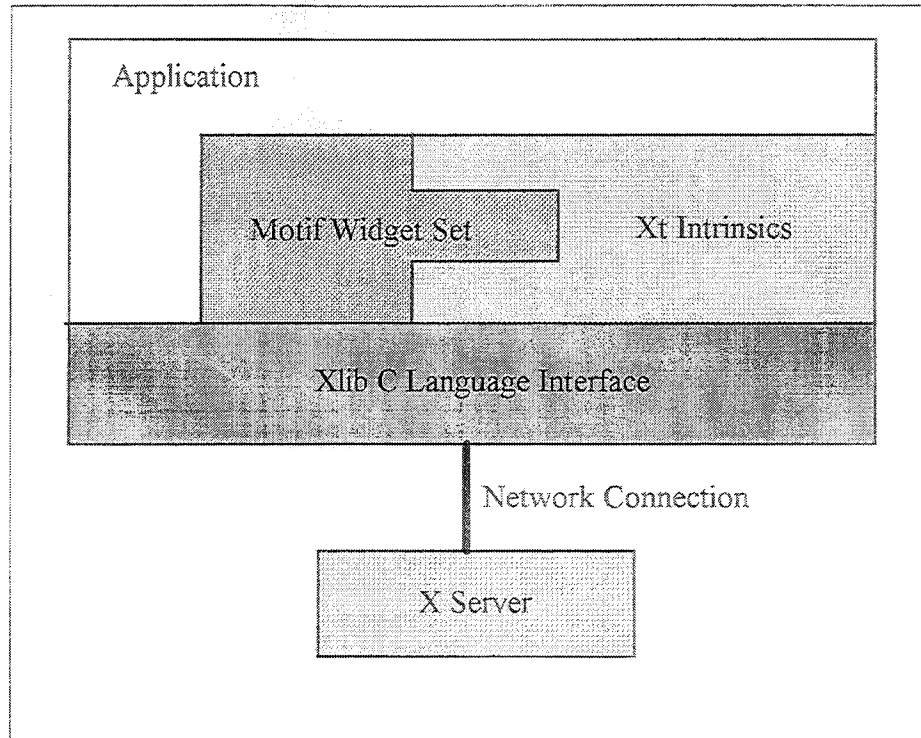 Application
Motif Widget Set
Xt Intrinsics
Xlib C Language Interface
Network Connection
X Server